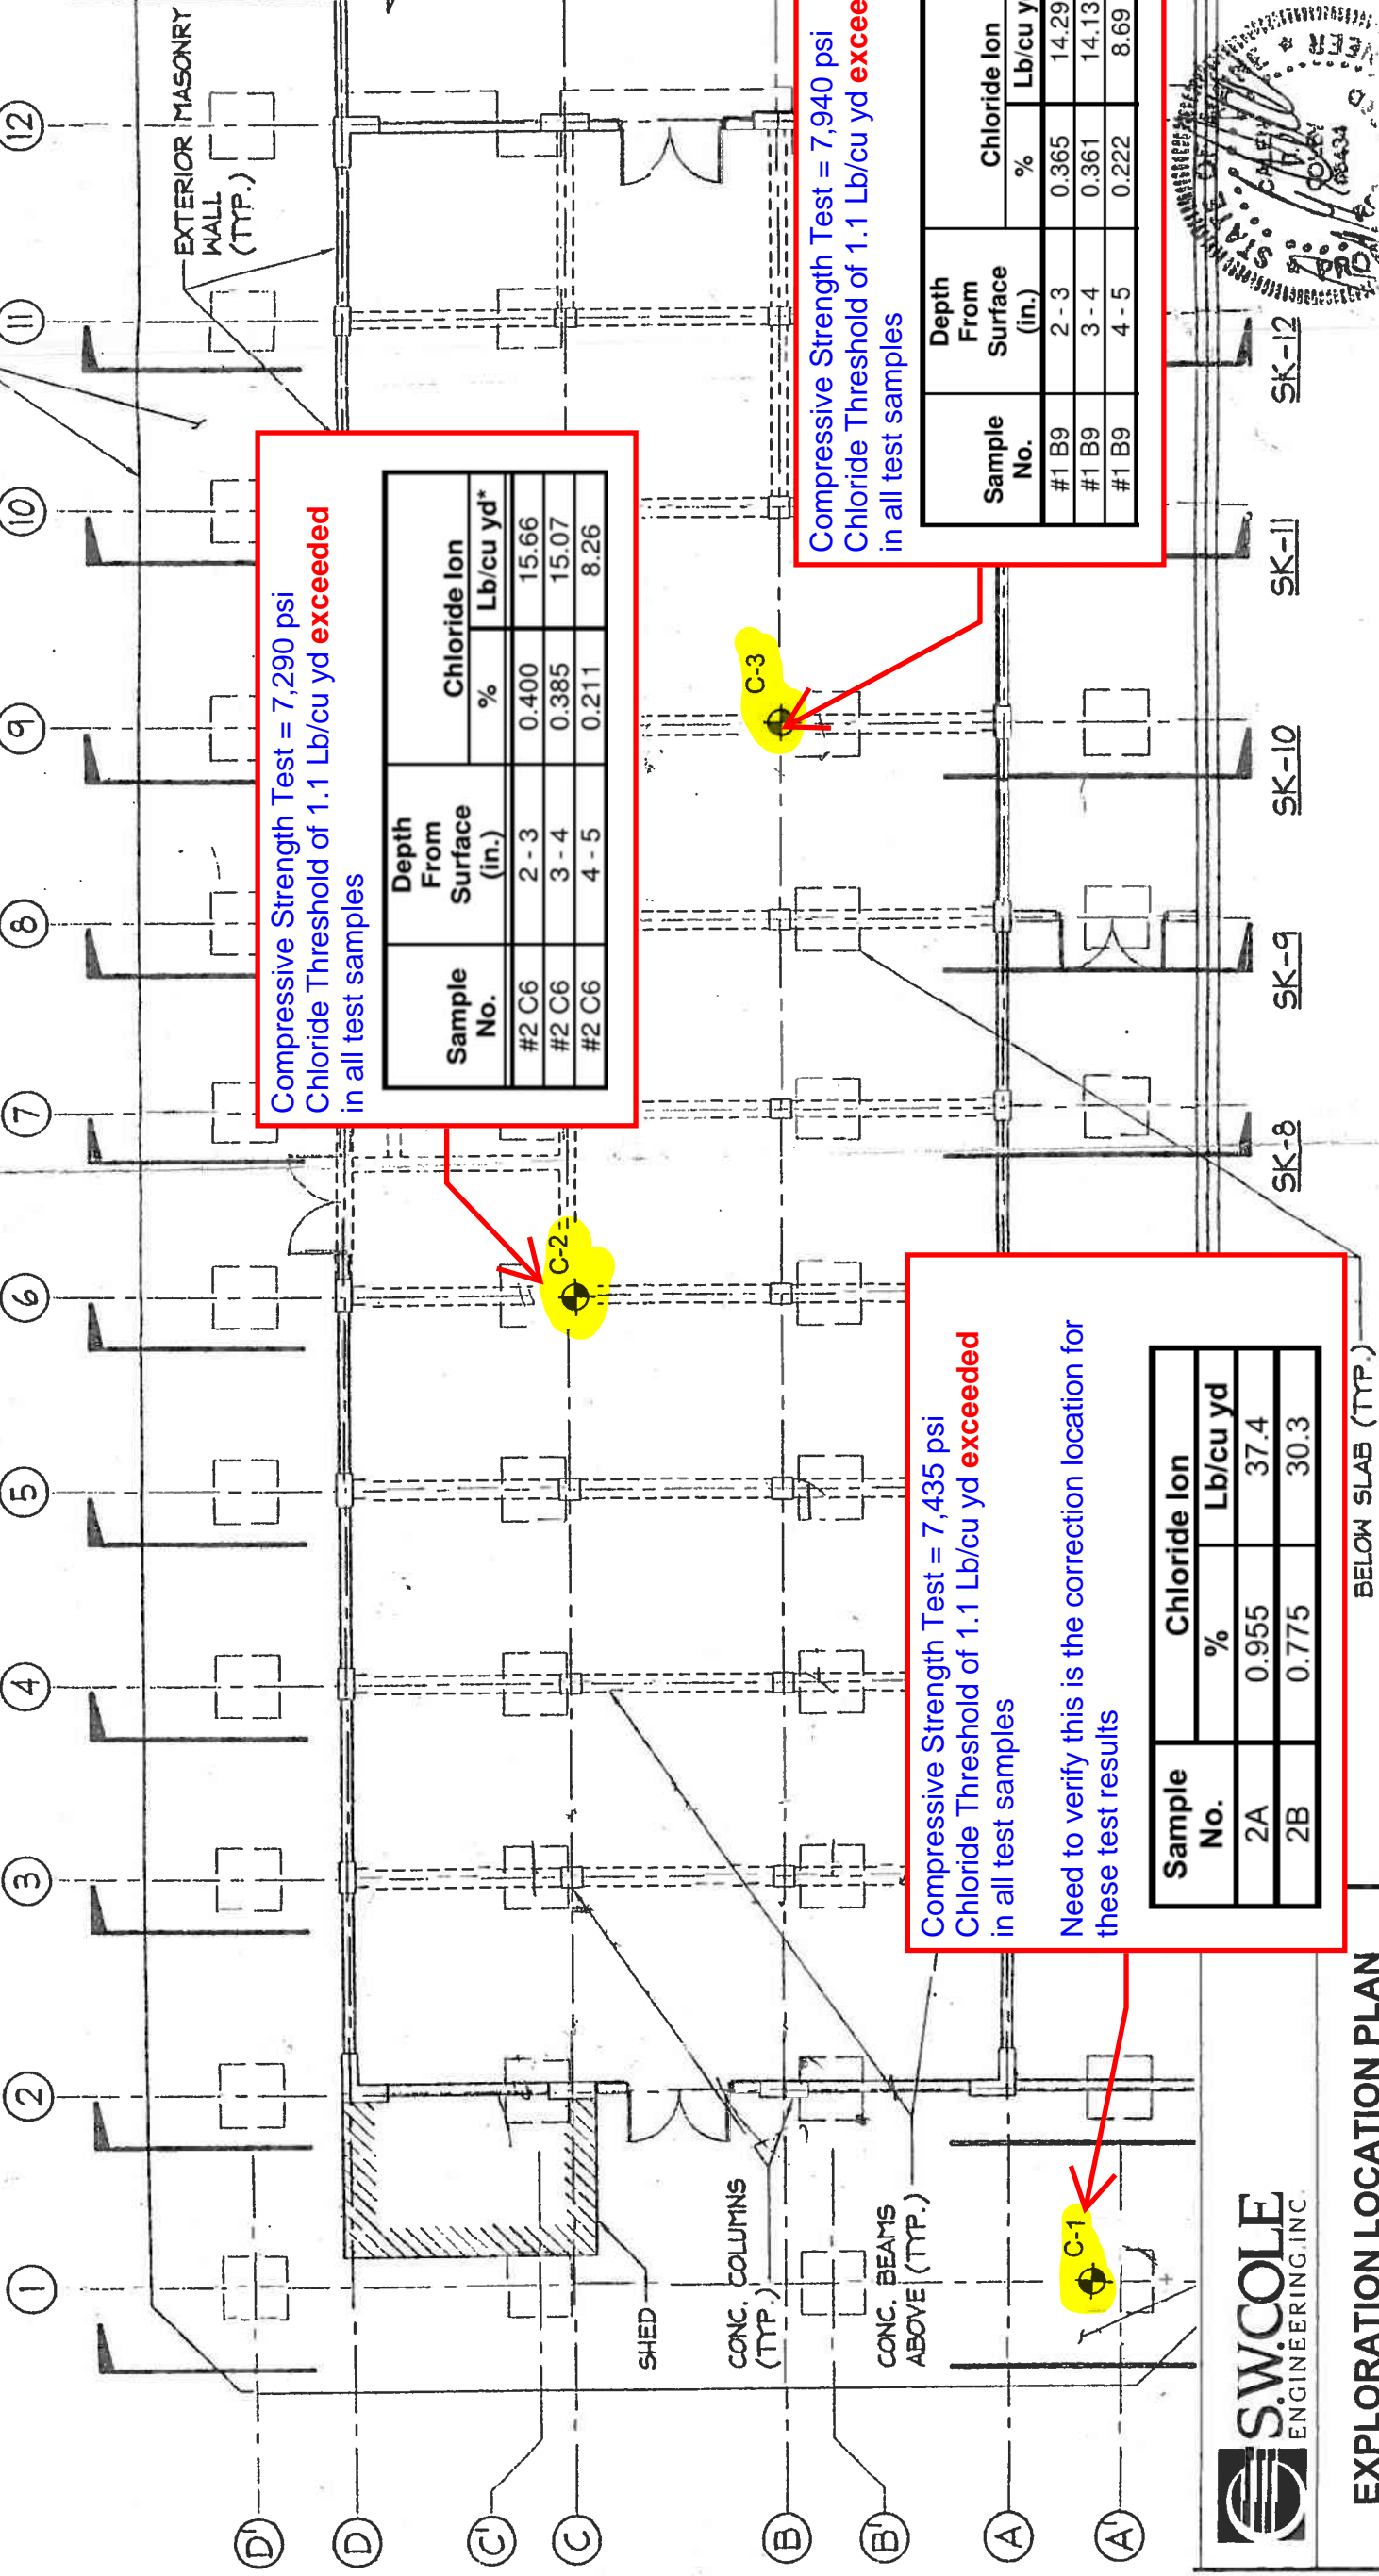 12
11
10
9
8
7
6
5
4
3
2
1
EXTERIOR MASONRY
WALL
(TYP.)
Compressive Strength Test = 7,290 psi
Chloride Threshold of 1.1 Lb/cu yd exceeded
in all test samples
Sample No. Depth From Surface (in.) Chloride Ion
% Lb/cu yd*
#2 C6 2 - 3 0.400 15.66
#2 C6 3 - 4 0.385 15.07
#2 C6 4 - 5 0.211 8.26
C-2
Compressive Strength Test = 7,940 psi
Chloride Threshold of 1.1 Lb/cu yd excee
in all test samples
Sample No. Depth From Surface (in.) Chloride Ion
% Lb/cu y
#1 B9 2 - 3 0.365 14.29
#1 B9 3 - 4 0.361 14.13
#1 B9 4 - 5 0.222 8.69
C-3
Compressive Strength Test = 7,435 psi
Chloride Threshold of 1.1 Lb/cu yd exceeded
in all test samples
Need to verify this is the correction location for
these test results
Sample No. Chloride Ion
% Lb/cu yd
2A 0.955 37.4
2B 0.775 30.3
C-1
SHED
CONC. COLUMNS
(TYP.)
CONC. BEAMS
ABOVE (TYP.)
D'
D
C'
C
B
B'
A
A'
SK-8
SK-9
SK-10
SK-11
SK-12
BELOW SLAB (TYP.)
STATE OF
S.W.COLE
ENGINEERING,INC.
EXPLORATION LOCATION PLAN